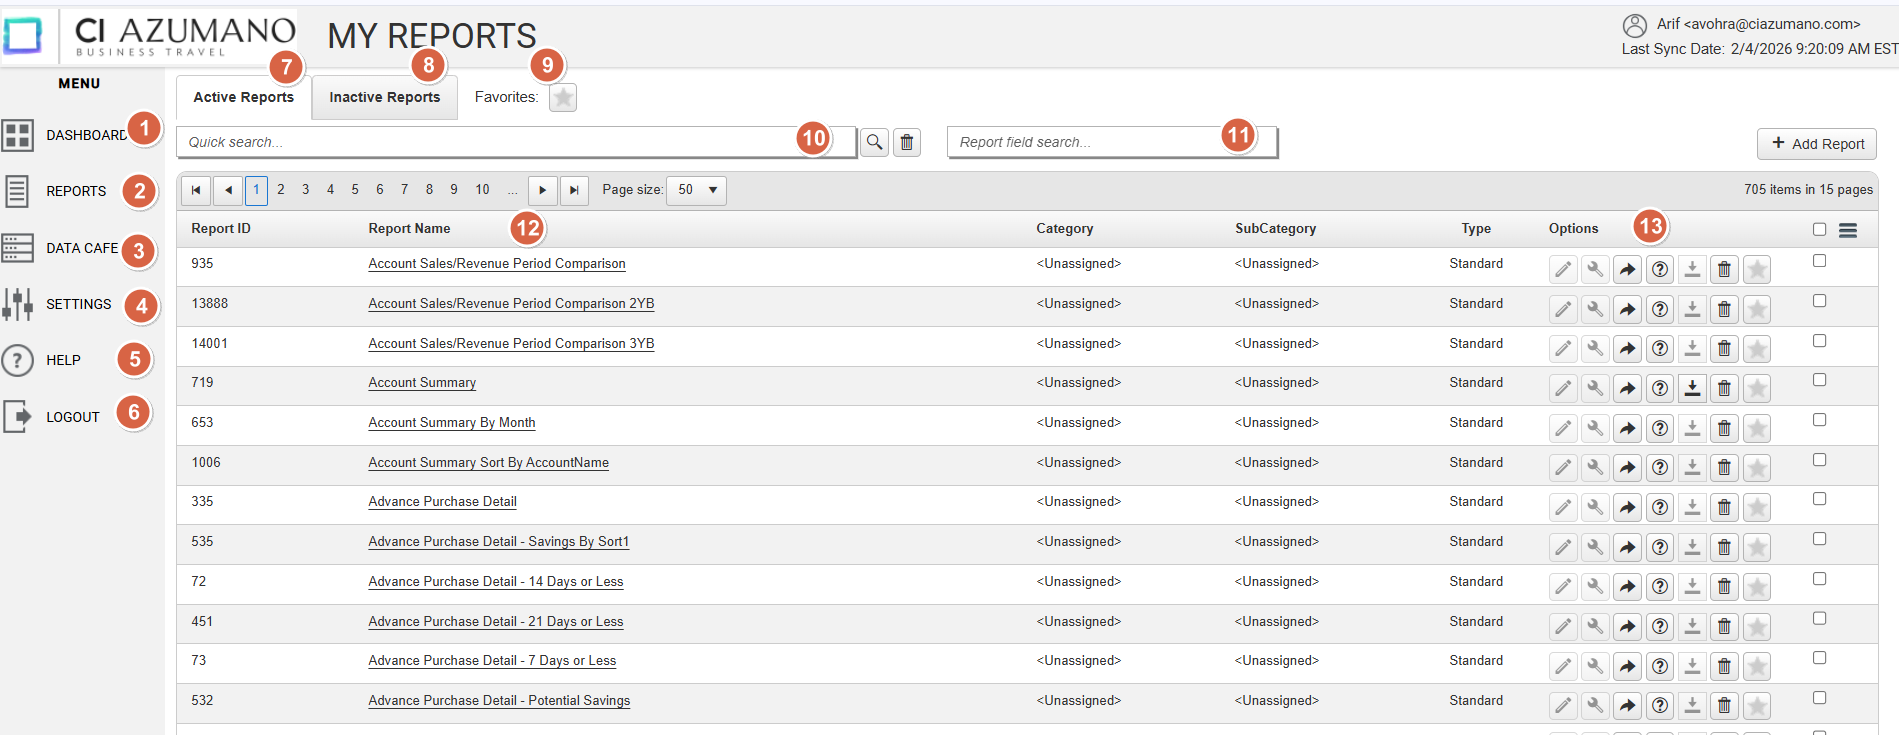 CI AZUMANO
BUSINESS TRAVEL
MY REPORTS
Arif <avohra@ciazumano.com>
Last Sync Date: 2/4/2026 9:20:09 AM EST
MENU
DASHBOARD 1
REPORTS 2
DATA CAFE 3
SETTINGS 4
? HELP 5
LOGOUT 6
7 8 9
Active Reports Inactive Reports Favorites:
Quick search... 10 Report field search... 11 + Add Report
1 2 3 4 5 6 7 8 9 10 ... Page size: 50 705 items in 15 pages
Report ID Report Name 12 Category SubCategory Type Options 13
935 Account Sales/Revenue Period Comparison <Unassigned> <Unassigned> Standard ?
13888 Account Sales/Revenue Period Comparison 2YB <Unassigned> <Unassigned> Standard ?
14001 Account Sales/Revenue Period Comparison 3YB <Unassigned> <Unassigned> Standard ?
719 Account Summary <Unassigned> <Unassigned> Standard ?
653 Account Summary By Month <Unassigned> <Unassigned> Standard ?
1006 Account Summary Sort By AccountName <Unassigned> <Unassigned> Standard ?
335 Advance Purchase Detail <Unassigned> <Unassigned> Standard ?
535 Advance Purchase Detail - Savings By Sort1 <Unassigned> <Unassigned> Standard ?
72 Advance Purchase Detail - 14 Days or Less <Unassigned> <Unassigned> Standard ?
451 Advance Purchase Detail - 21 Days or Less <Unassigned> <Unassigned> Standard ?
73 Advance Purchase Detail - 7 Days or Less <Unassigned> <Unassigned> Standard ?
532 Advance Purchase Detail - Potential Savings <Unassigned> <Unassigned> Standard ?